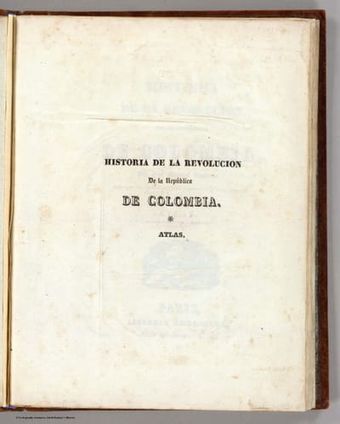 HISTORIA DE LA REVOLUCION
De la República
DE COLOMBIA.
ATLAS.